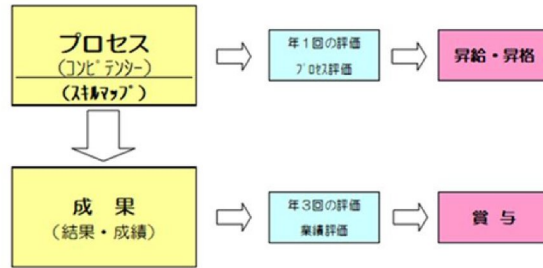 プロセス
(コンピテンシー)
(スキルマップ)
年1回の評価
プロセス評価
昇給・昇格
成 果
(結果・成績)
年3回の評価
業績評価
賞 与